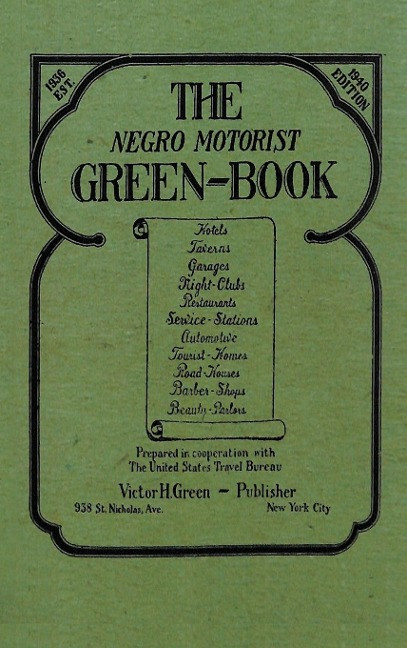 1936
EST.
1940
EDITION
THE
NEGRO MOTORIST
GREEN-BOOK
Hotels
Taverns
Garages
Night-Clubs
Restaurants
Service-Stations
Automotive
Tourist-Homes
Road-Houses
Barber-Shops
Beauty-Parlors
Prepared in cooperation with
The United States Travel Bureau
Victor H. Green - Publisher
938 St. Nicholas, Ave. New York City